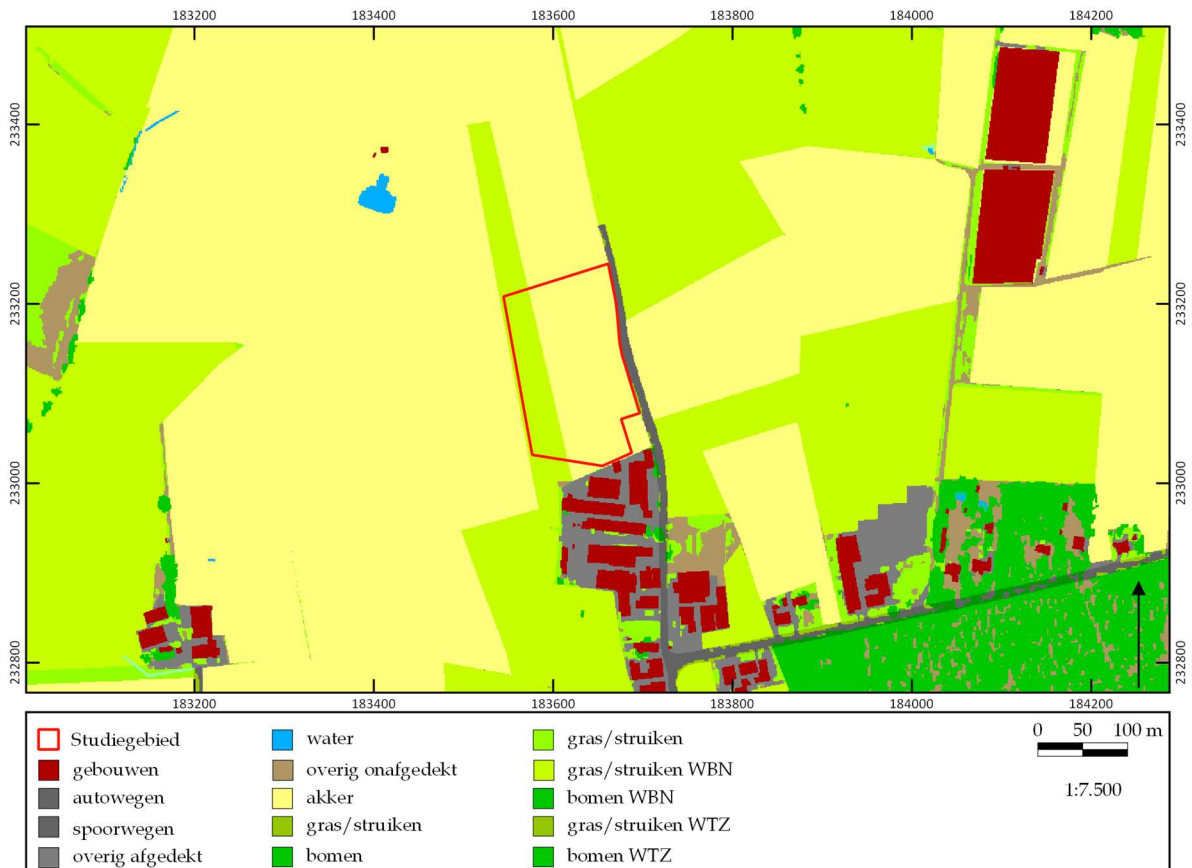 183200 183400 183600 183800 184000 184200
233400 233400
233200 233200
233000 233000
232800 232800
183200 183400 183600 183800 184000 184200
Studiegebied
gebouwen
autowegen
spoorwegen
overig afgedekt
water
overig onafgedekt
akker
gras/struiken
bomen
gras/struiken
gras/struiken WBN
bomen WBN
gras/struiken WTZ
bomen WTZ
0 50 100 m
1:7.500